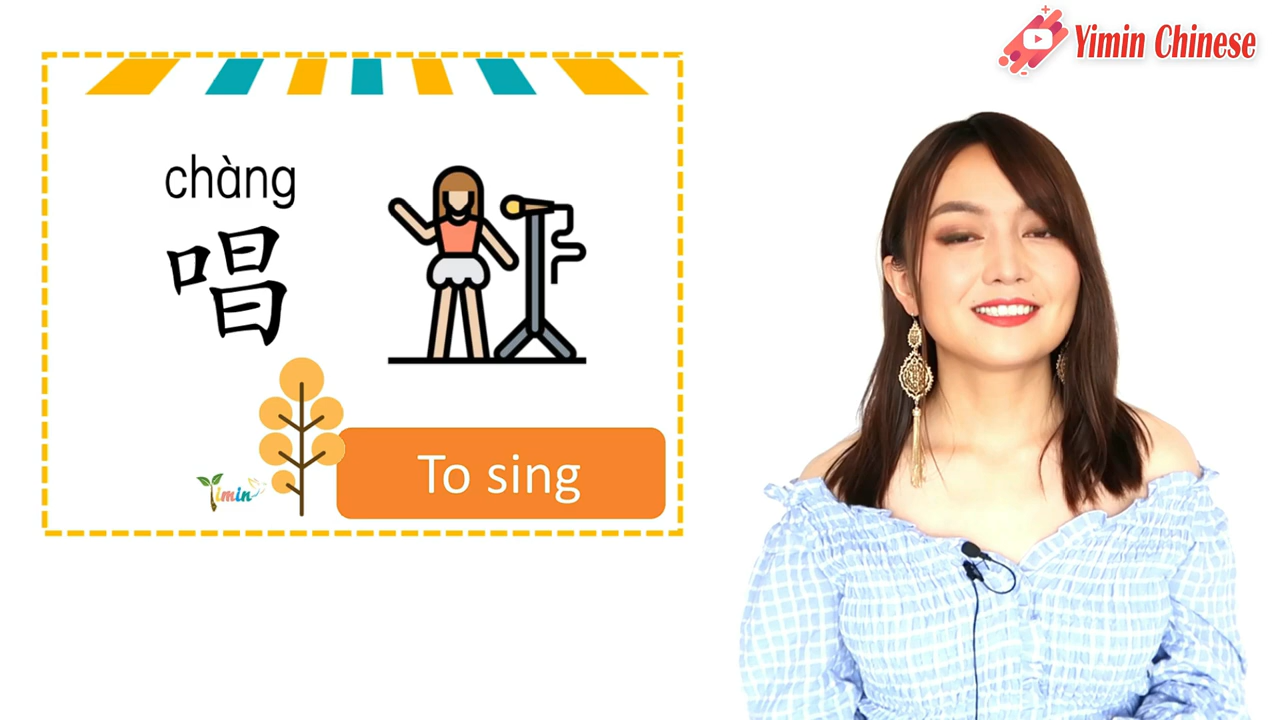 Yimin Chinese
chàng
唱
To sing
Yimin